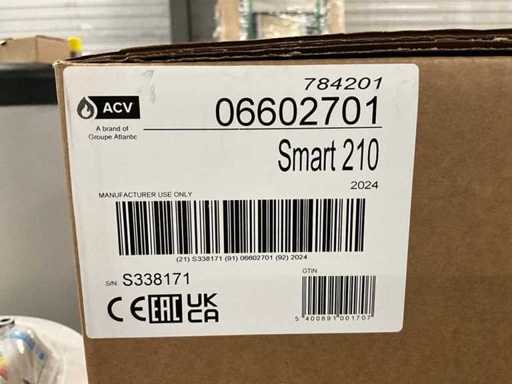 784201
ACV
06602701
A brand of
Groupe Atlantic
Smart 210
2024
MANUFACTURER USE ONLY
(21) S338171 (91) 06602701 (92) 2024
S/N: S338171
GTIN
CE EAC UK
CA
5 400891 001707